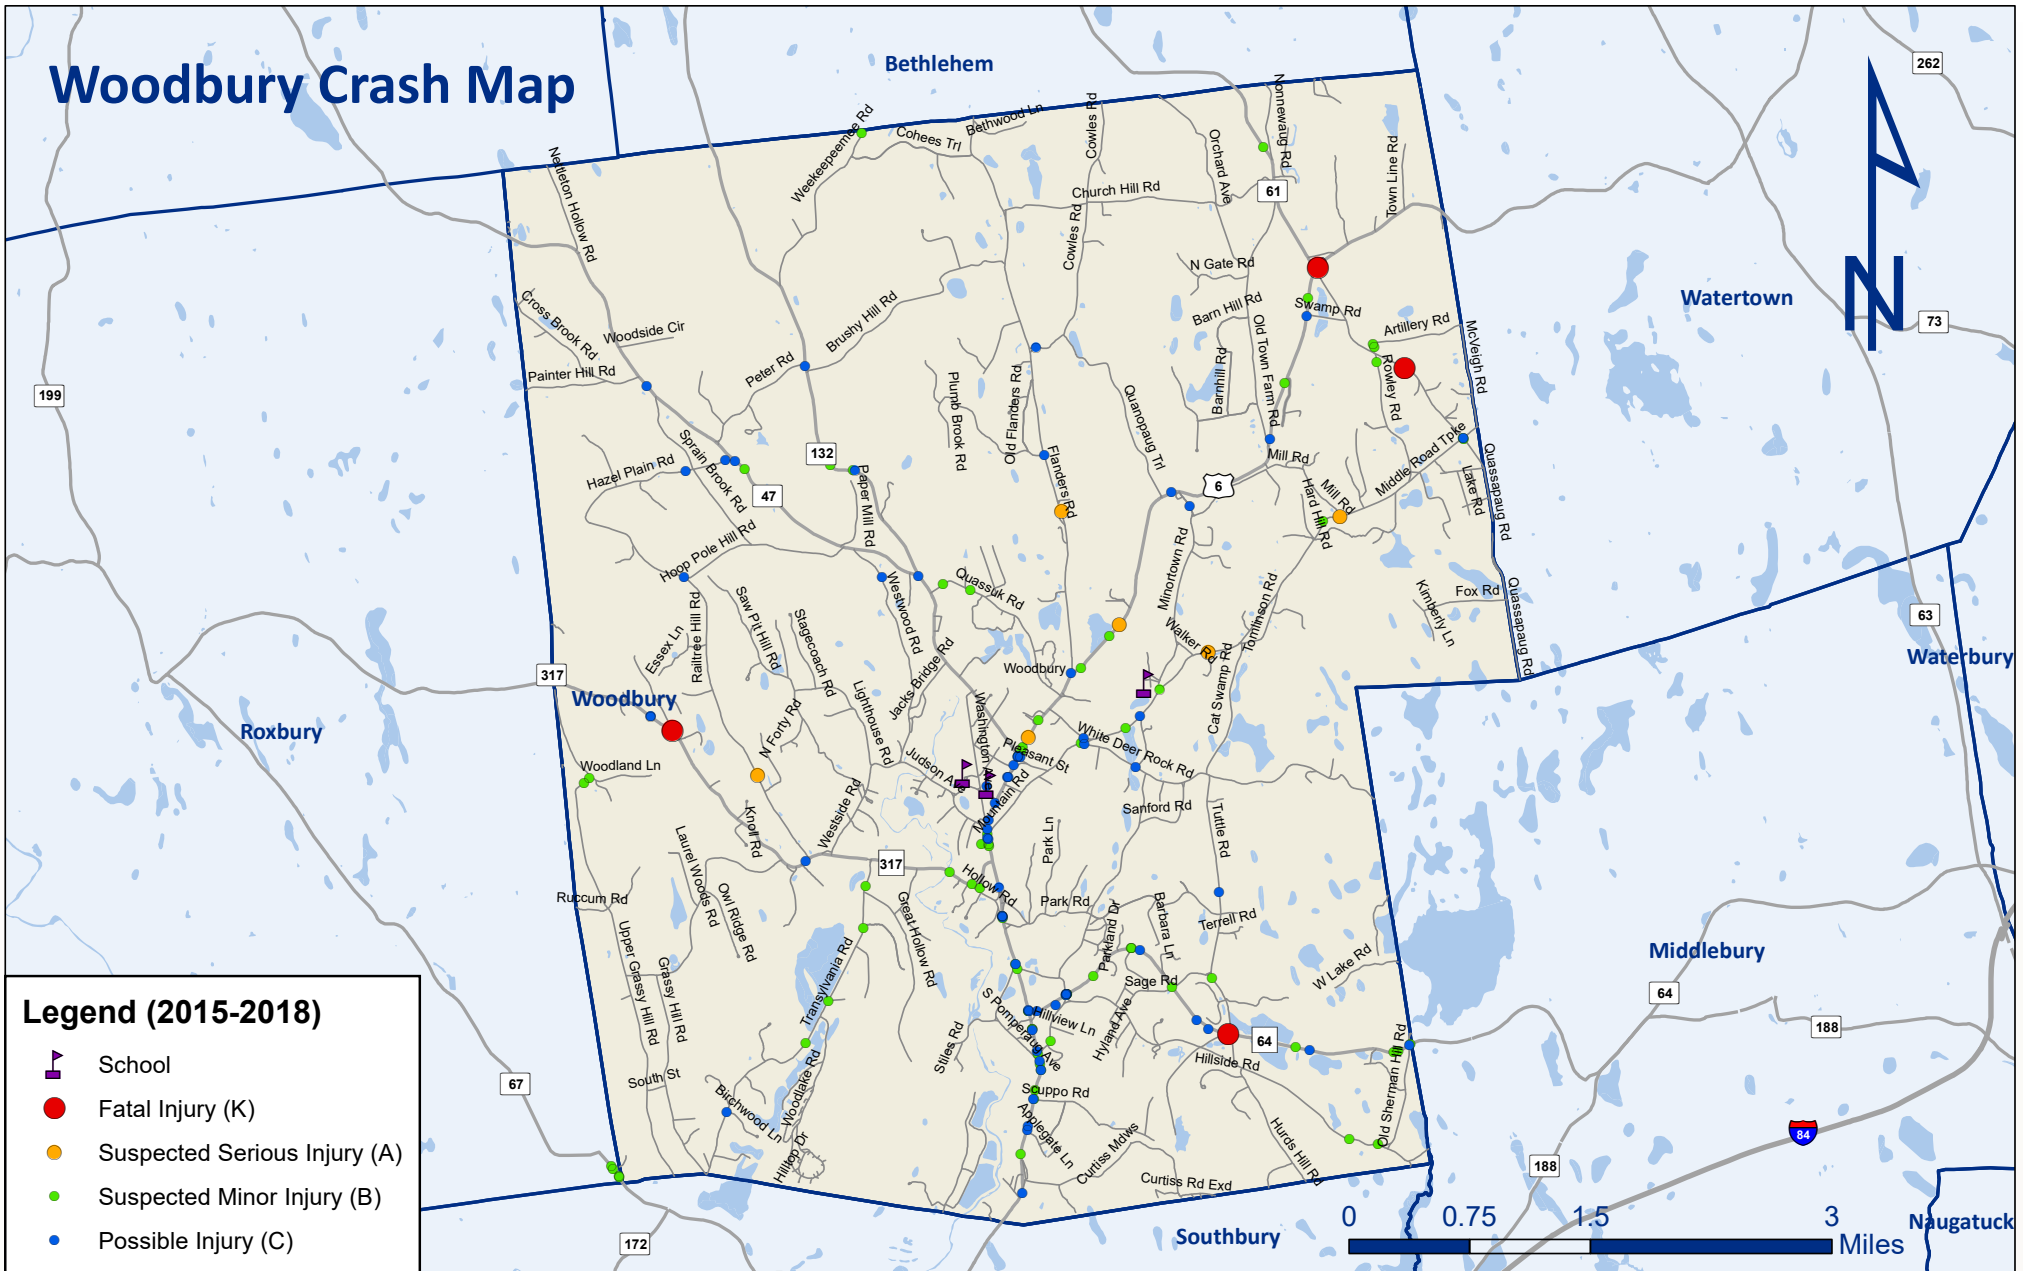 Woodbury Crash Map
Bethlehem
262
Nonnewaug Rd
Cowles Rd
Bethwood Ln
Weekeepeemee Rd
Cohees Trl
Orchard Ave
Town Line Rd
Nettleton Hollow Rd
Church Hill Rd
61
Cowles Rd
N Gate Rd
Watertown
Cross Brook Rd
Woodside Cir
Brushy Hill Rd
Barn Hill Rd
Swamp Rd
Artillery Rd
McVeigh Rd
N
73
Old Town Farm Rd
Painter Hill Rd
Peter Rd
Plumb Brook Rd
Old Flanders Rd
Quanopaug Trl
Barnhill Rd
Rowley Rd
199
Sprain Brook Rd
Hazel Plain Rd
132
Paper Mill Rd
47
Flanders Rd
6
Mill Rd
Hard Hill Rd
Mill Rd
Middle Road Tpke
Lake Rd
Quassapaug Rd
Hoop Pole Hill Rd
Railtree Hill Rd
Saw Pit Hill Rd
Stagecoach Rd
Westwood Rd
Quassuk Rd
Minortown Rd
Tomlinson Rd
Kimberly Ln
Fox Rd
Quassapaug Rd
63
Essex Ln
Walker Rd
Cat Swamp Rd
Waterbury
317
Woodbury
Woodbury
Jacks Bridge Rd
Lighthouse Rd
N Forty Rd
Washington Ave
Roxbury
White Deer Rock Rd
Pleasant St
Judson Ave
Woodland Ln
Mountain Rd
Sanford Rd
Tuttle Rd
Knoll Rd
Westside Rd
Park Ln
317
Laurel Woods Rd
Owl Ridge Rd
Hollow Rd
Ruccum Rd
Great Hollow Rd
Park Rd
Parkland Dr
Barbara Ln
Terrell Rd
Upper Grassy Hill Rd
Grassy Hill Rd
Transylvania Rd
W Lake Rd
Middlebury
Sage Rd
64
S Pomperaug Ave
Hillview Ln
Hyland Ave
188
Stiles Rd
64
Hillside Rd
Old Sherman Hill Rd
67
South St
Birchwood Ln
Woodlake Rd
Scuppo Rd
Applegate Ln
Curtiss Mdws
Hurds Hill Rd
84
188
Hilltop Dr
Curtiss Rd Exd
172
Southbury
Naugatuck
0 0.75 1.5 3
Miles
Legend (2015-2018)
School
Fatal Injury (K)
Suspected Serious Injury (A)
Suspected Minor Injury (B)
Possible Injury (C)